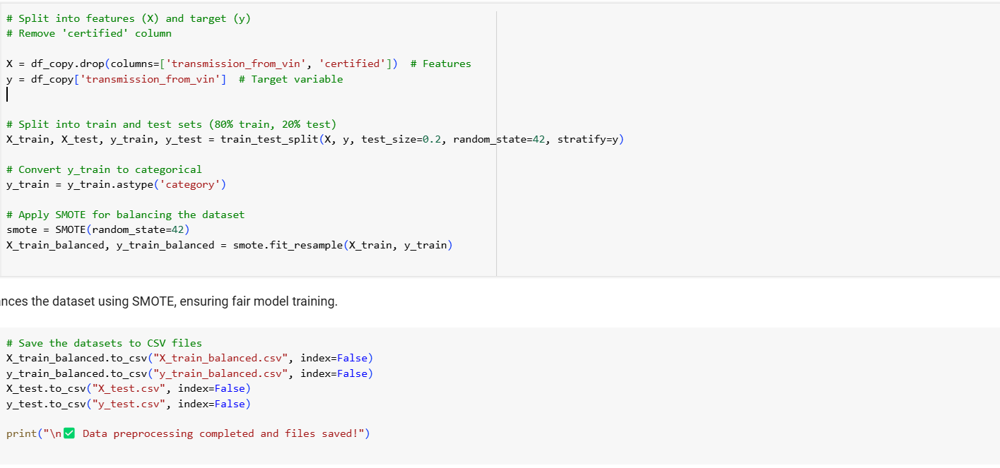 # Split into features (X) and target (y)
# Remove 'certified' column
X = df_copy.drop(columns=['transmission_from_vin', 'certified'])  # Features
y = df_copy['transmission_from_vin']  # Target variable
# Split into train and test sets (80% train, 20% test)
X_train, X_test, y_train, y_test = train_test_split(X, y, test_size=0.2, random_state=42, stratify=y)
# Convert y_train to categorical
y_train = y_train.astype('category')
# Apply SMOTE for balancing the dataset
smote = SMOTE(random_state=42)
X_train_balanced, y_train_balanced = smote.fit_resample(X_train, y_train)
the dataset using SMOTE, ensuring fair model training.
# Save the datasets to CSV files
X_train_balanced.to_csv("X_train_balanced.csv", index=False)
y_train_balanced.to_csv("y_train_balanced.csv", index=False)
X_test.to_csv("X_test.csv", index=False)
y_test.to_csv("y_test.csv", index=False)
print("\n✅ Data preprocessing completed and files saved!")